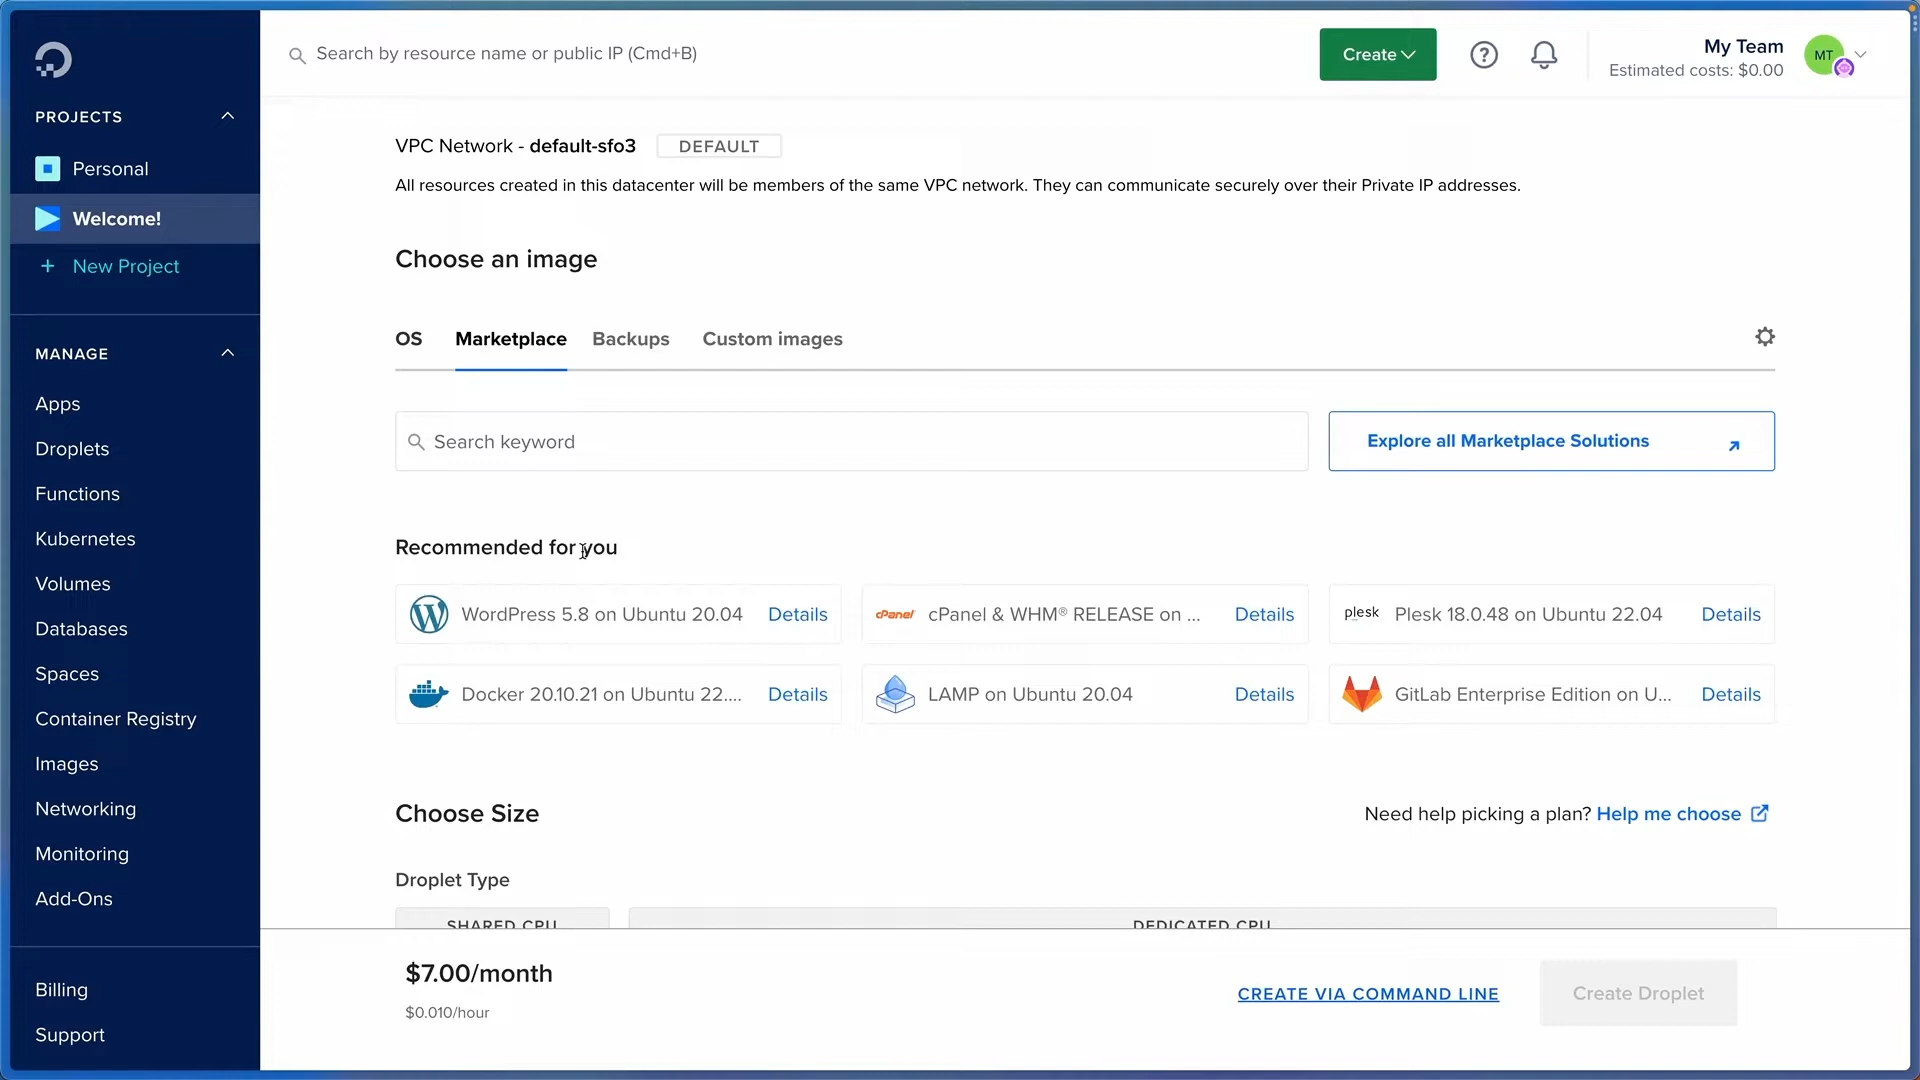 Search by resource name or public IP (Cmd+B)
Create
My Team
Estimated costs: $0.00
MT
PROJECTS
Personal
Welcome!
+ New Project
MANAGE
Apps
Droplets
Functions
Kubernetes
Volumes
Databases
Spaces
Container Registry
Images
Networking
Monitoring
Add-Ons
Billing
Support
VPC Network - default-sfo3 DEFAULT
All resources created in this datacenter will be members of the same VPC network. They can communicate securely over their Private IP addresses.
Choose an image
OS Marketplace Backups Custom images
Search keyword
Explore all Marketplace Solutions
Recommended for you
WordPress 5.8 on Ubuntu 20.04 Details
cPanel cPanel & WHM® RELEASE on ... Details
plesk Plesk 18.0.48 on Ubuntu 22.04 Details
Docker 20.10.21 on Ubuntu 22.... Details
LAMP on Ubuntu 20.04 Details
GitLab Enterprise Edition on U... Details
Choose Size
Need help picking a plan? Help me choose
Droplet Type
SHARED CPU
DEDICATED CPU
$7.00/month
$0.010/hour
CREATE VIA COMMAND LINE
Create Droplet